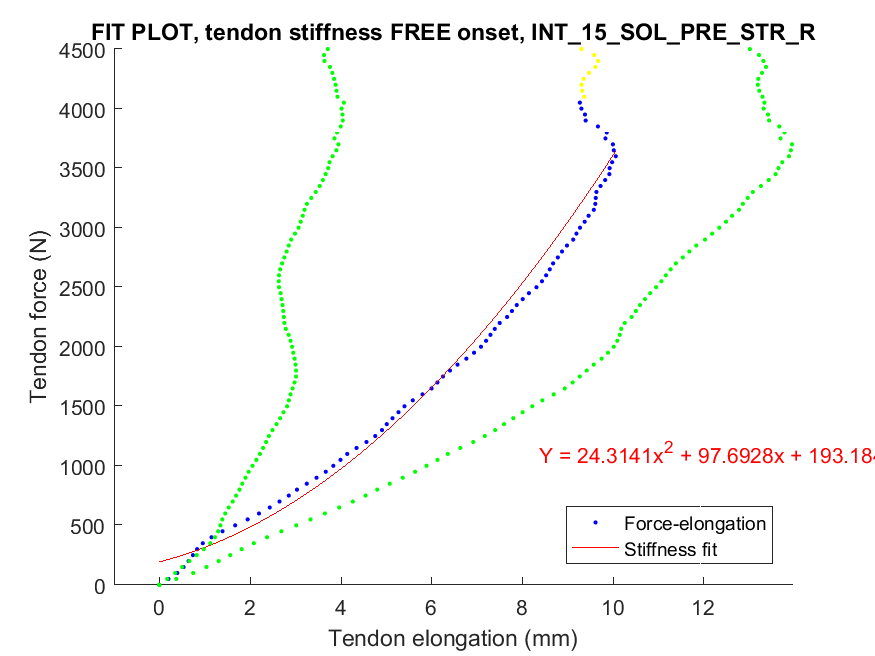 FIT PLOT, tendon stiffness FREE onset, INT_15_SOL_PRE_STR_R
4500
4000
3500
3000
2500
2000
1500
1000
500
0
Tendon force (N)
Y = 24.3141x² + 97.6928x + 193.184
Force-elongation
Stiffness fit
0 2 4 6 8 10 12
Tendon elongation (mm)